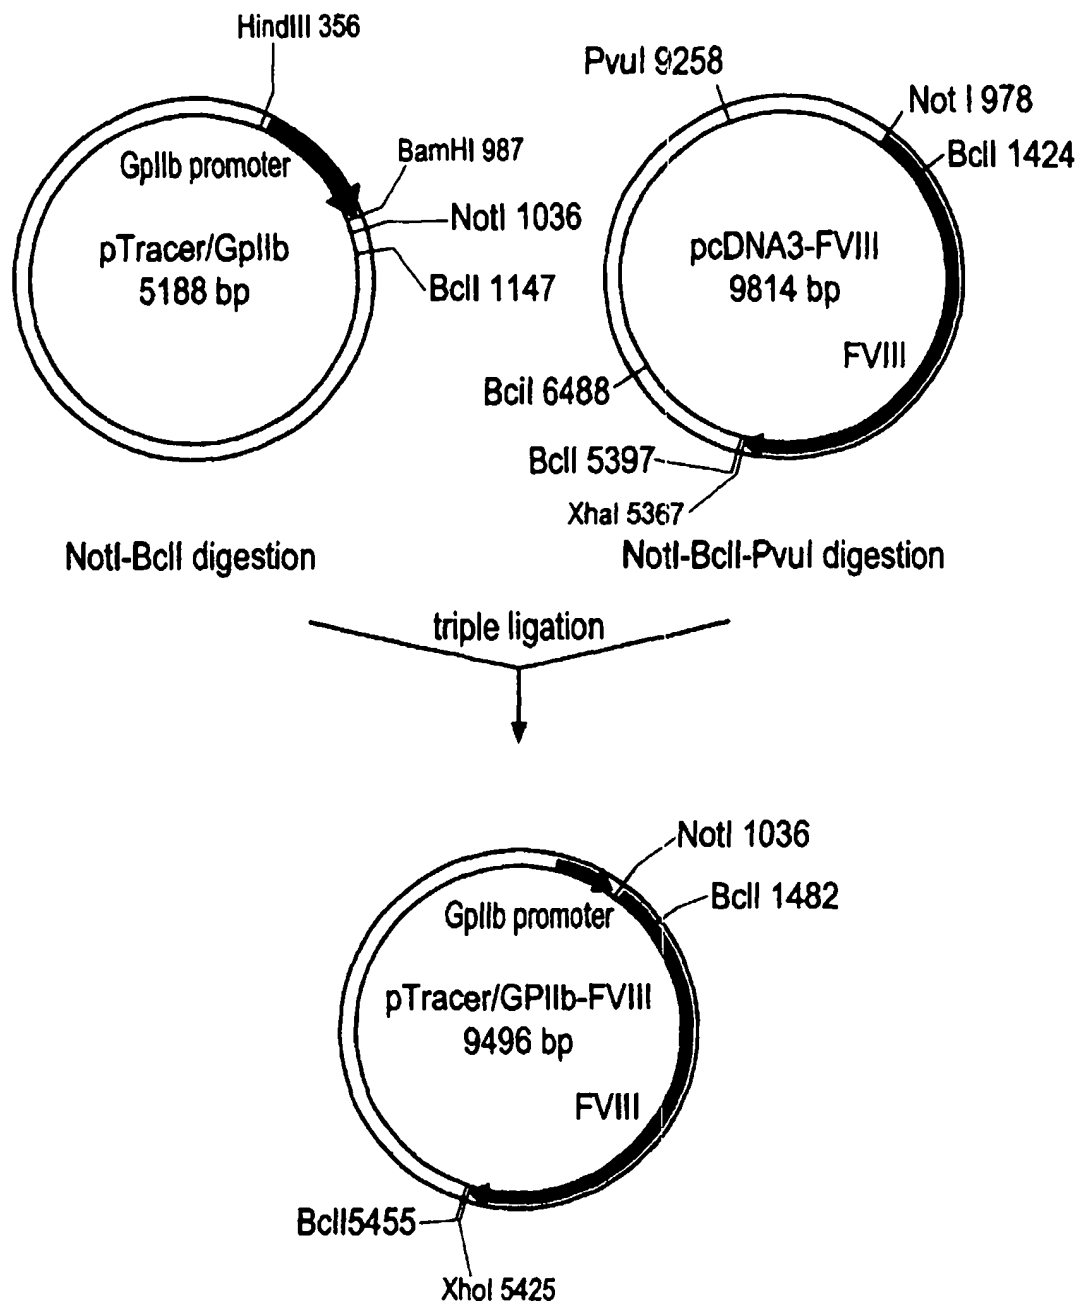 HindIII 356
GpIIb promoter
BamHI 987
NotI 1036
pTracer/GpIIb
5188 bp
BclI 1147
PvuI 9258
Not I 978
BclI 1424
pcDNA3-FVIII
9814 bp
FVIII
BciI 6488
BclI 5397
XhaI 5367
NotI-BclI digestion
NotI-BclI-PvuI digestion
triple ligation
NotI 1036
BclI 1482
GpIIb promoter
pTracer/GPIIb-FVIII
9496 bp
FVIII
BclI5455
XhoI 5425